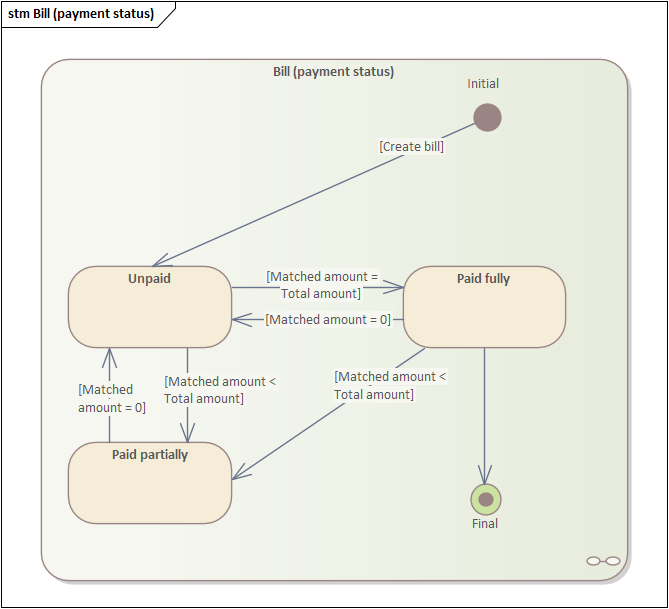 stm Bill (payment status)
Bill (payment status)
Initial
[Create bill]
Unpaid
[Matched amount =
Total amount]
Paid fully
[Matched amount = 0]
[Matched
amount = 0]
[Matched amount <
Total amount]
[Matched amount <
Total amount]
Paid partially
Final